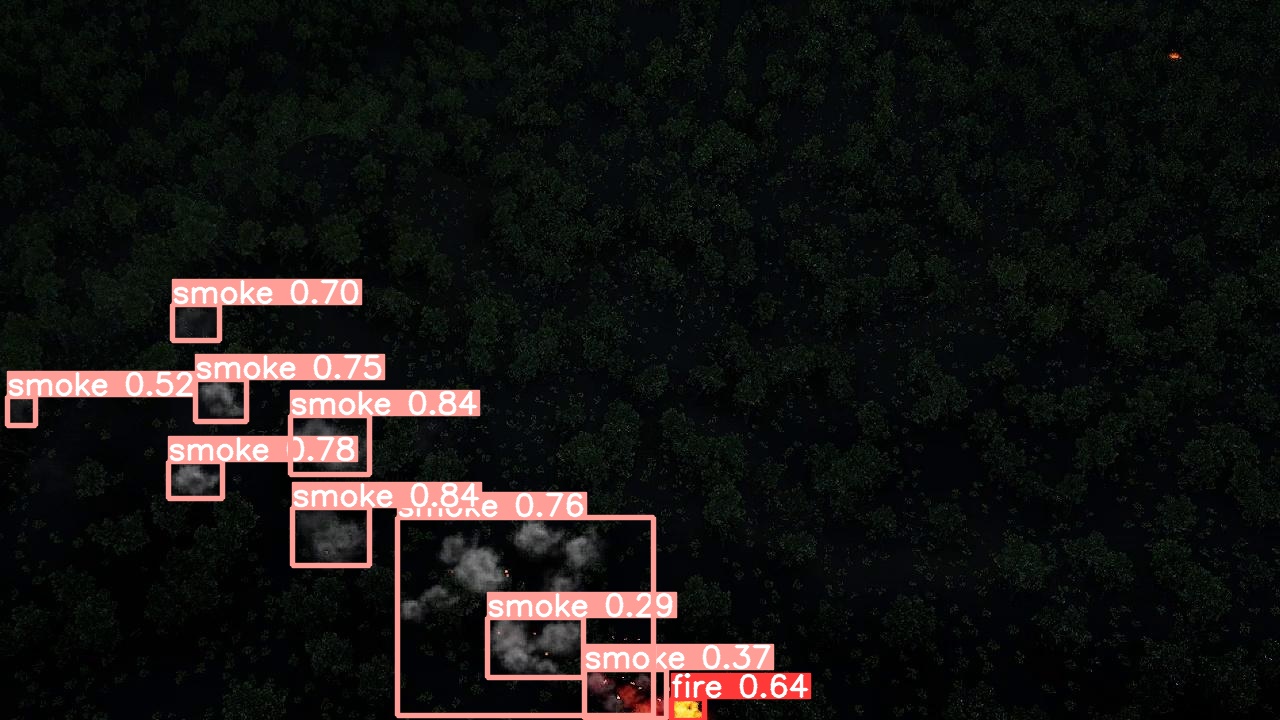 smoke 0.70
smoke 0.75
smoke 0.52
smoke 0.84
smoke 0.78
smoke 0.84
smoke 0.76
smoke 0.29
smoke 0.37
fire 0.64